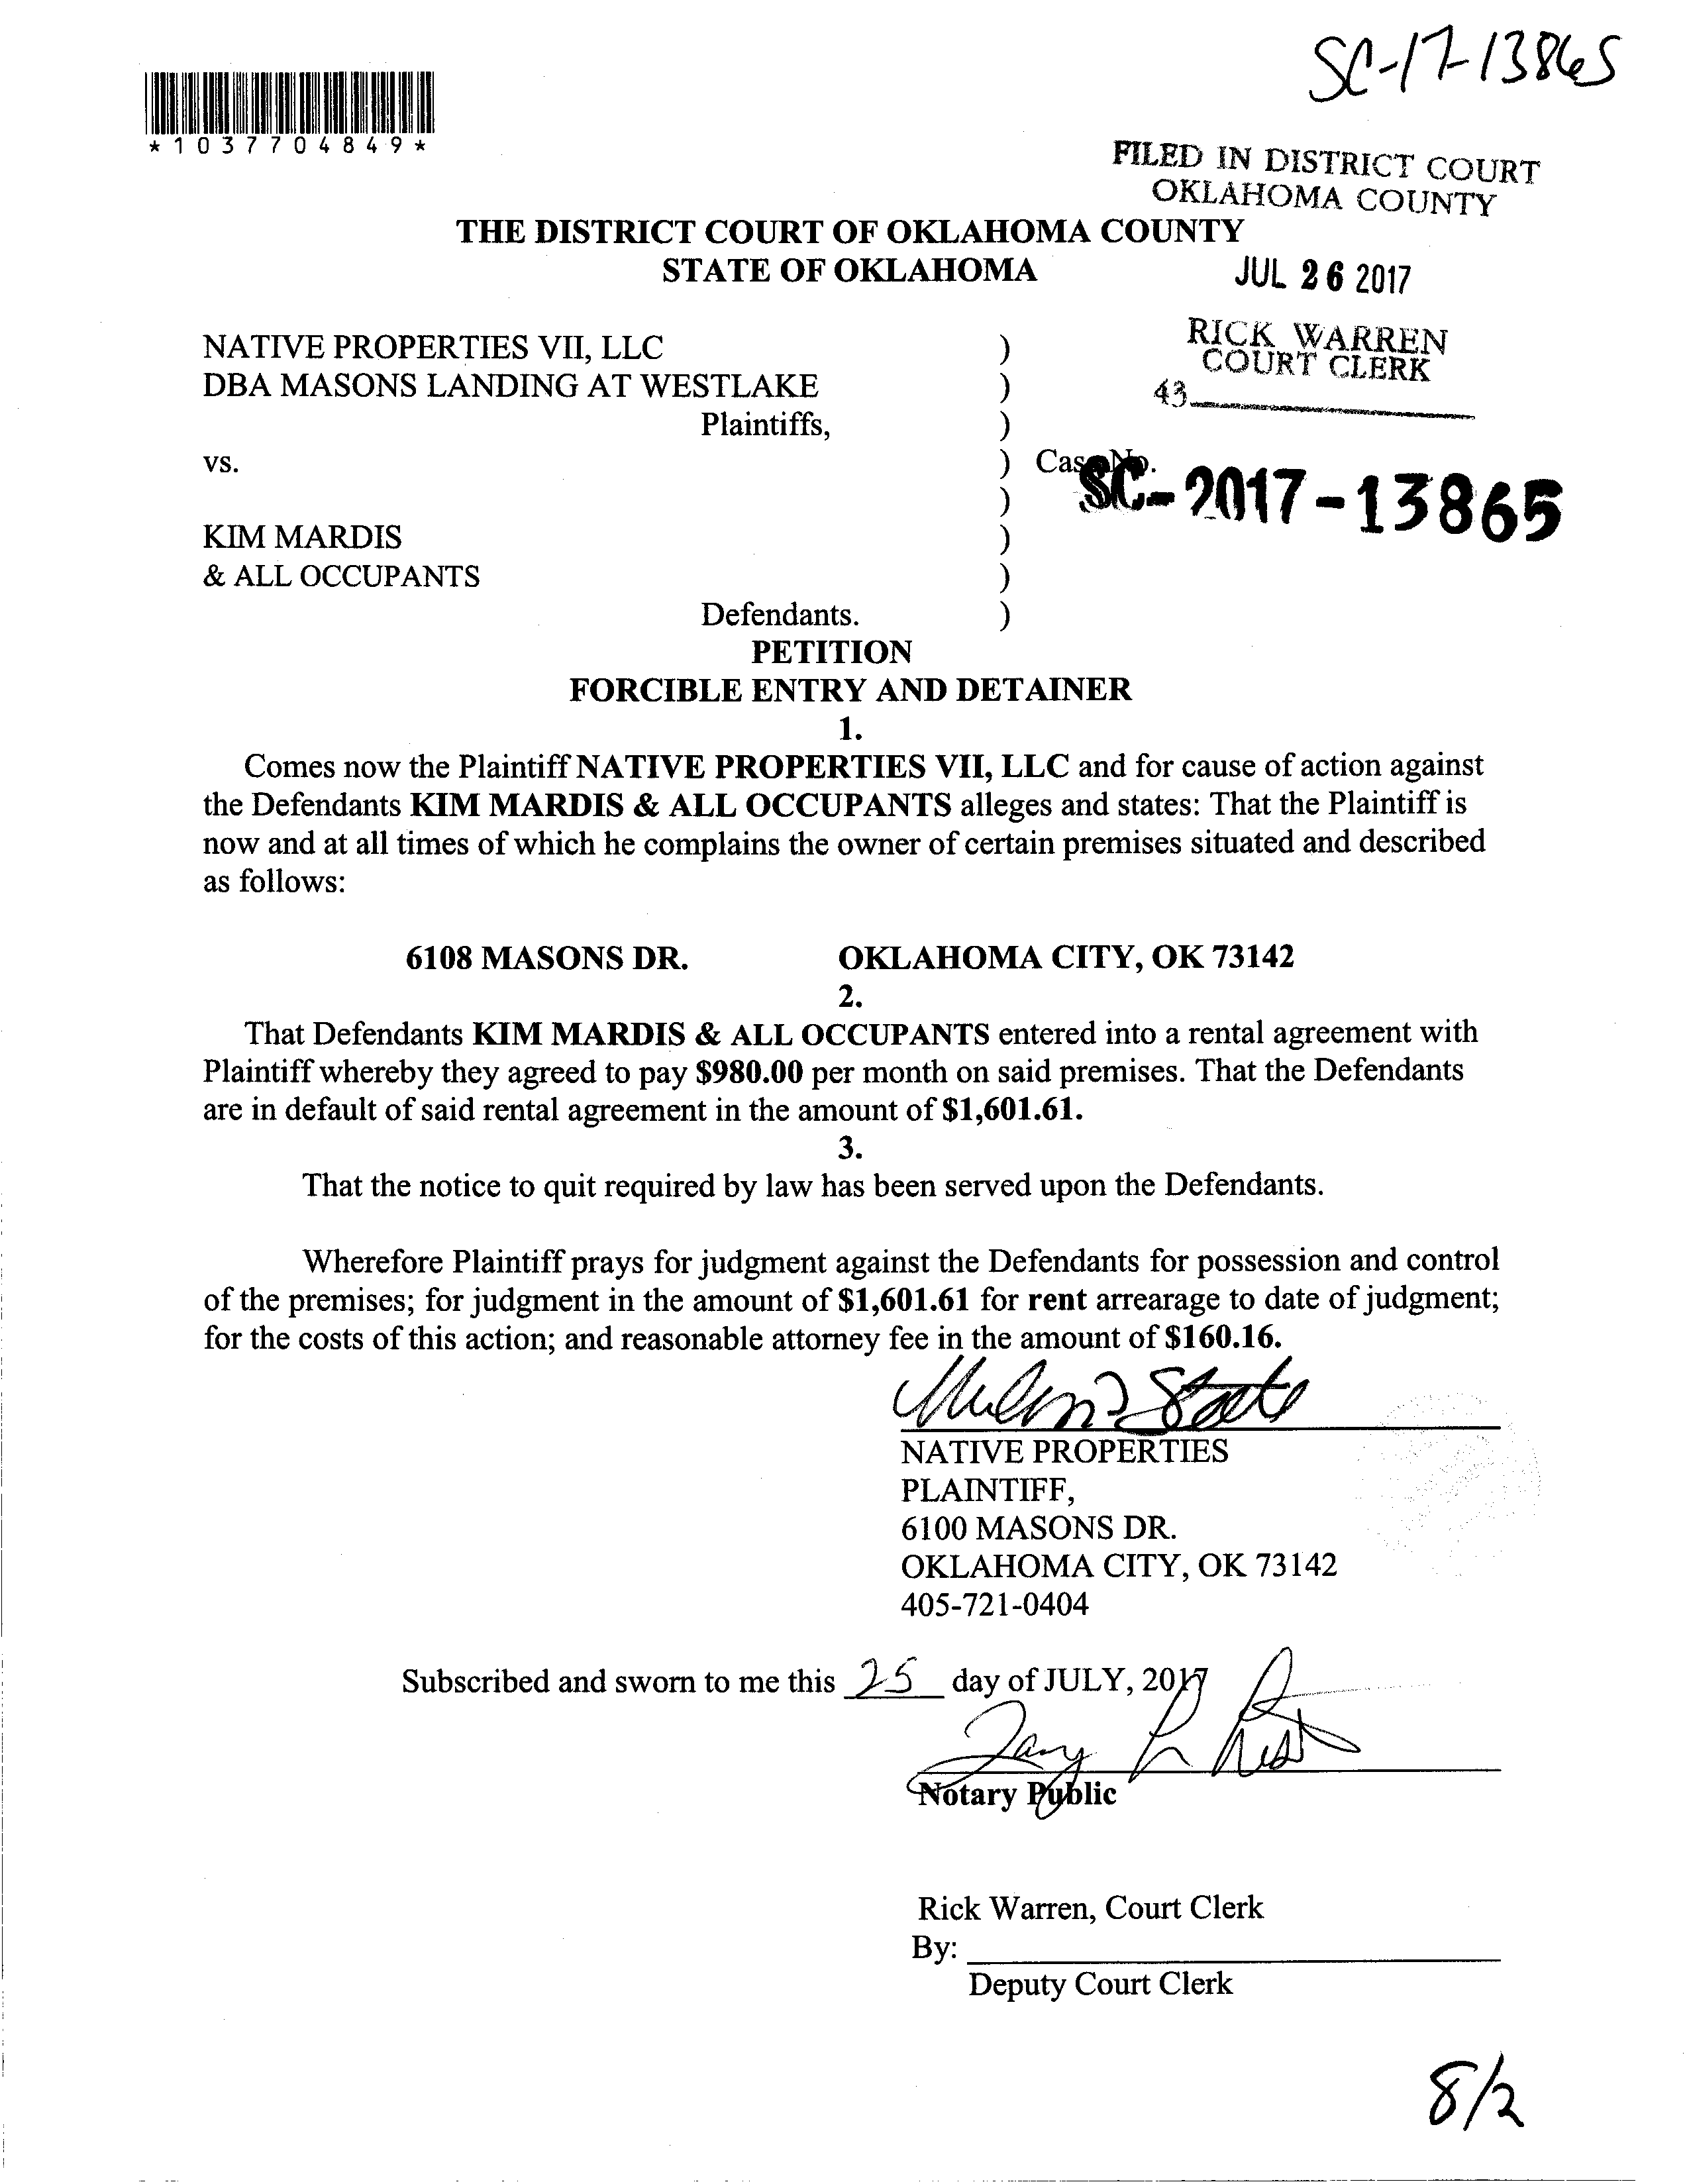 SC-17-13865
*1037704849*
FILED IN DISTRICT COURT
OKLAHOMA COUNTY
THE DISTRICT COURT OF OKLAHOMA COUNTY
STATE OF OKLAHOMA
JUL 26 2017
RICK WARREN
COURT CLERK
43
NATIVE PROPERTIES VII, LLC )
DBA MASONS LANDING AT WESTLAKE )
Plaintiffs, )
vs. ) Case No.
SC-2017-13865
)
KIM MARDIS )
& ALL OCCUPANTS )
Defendants. )
PETITION
FORCIBLE ENTRY AND DETAINER
1.
Comes now the Plaintiff NATIVE PROPERTIES VII, LLC and for cause of action against
the Defendants KIM MARDIS & ALL OCCUPANTS alleges and states: That the Plaintiff is
now and at all times of which he complains the owner of certain premises situated and described
as follows:
6108 MASONS DR. OKLAHOMA CITY, OK 73142
2.
That Defendants KIM MARDIS & ALL OCCUPANTS entered into a rental agreement with
Plaintiff whereby they agreed to pay $980.00 per month on said premises. That the Defendants
are in default of said rental agreement in the amount of $1,601.61.
3.
That the notice to quit required by law has been served upon the Defendants.
Wherefore Plaintiff prays for judgment against the Defendants for possession and control
of the premises; for judgment in the amount of $1,601.61 for rent arrearage to date of judgment;
for the costs of this action; and reasonable attorney fee in the amount of $160.16.
NATIVE PROPERTIES
PLAINTIFF,
6100 MASONS DR.
OKLAHOMA CITY, OK 73142
405-721-0404
Subscribed and sworn to me this 25 day of JULY, 2017
Notary Public
Rick Warren, Court Clerk
By:
Deputy Court Clerk
8/2